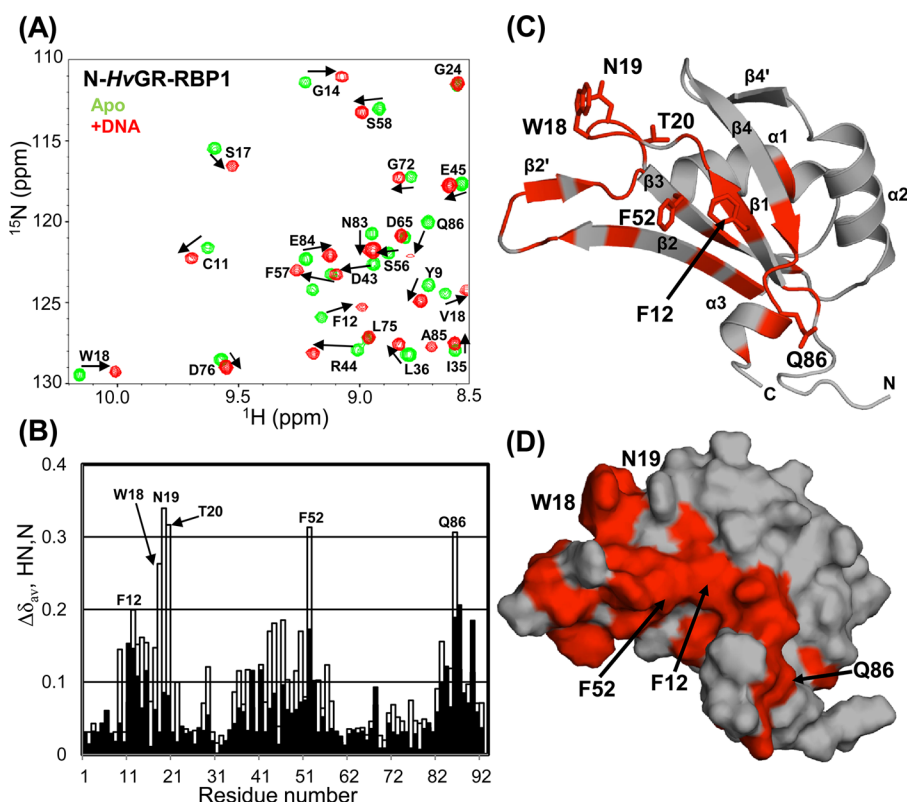 (A)
N-HvGR-RBP1
Apo
+DNA
110
115
120
125
130
15N (ppm)
G14
G24
S58
S17
G72
E45
N83
D65
Q86
C11
E84
S56
F57
D43
Y9
V18
F12
L75
A85
W18
D76
R44
L36
I35
10.0
9.5
9.0
8.5
1H (ppm)
(B)
0.4
0.3
0.2
0.1
0
Δδav, HN,N
W18
N19
T20
F52
Q86
F12
1
11
21
31
41
51
62
72
82
92
Residue number
(C)
N19
W18
T20
β4'
β4
α1
β2'
β3
α2
β1
F52
β2
F12
α3
Q86
C
N
(D)
N19
W18
F52
F12
Q86